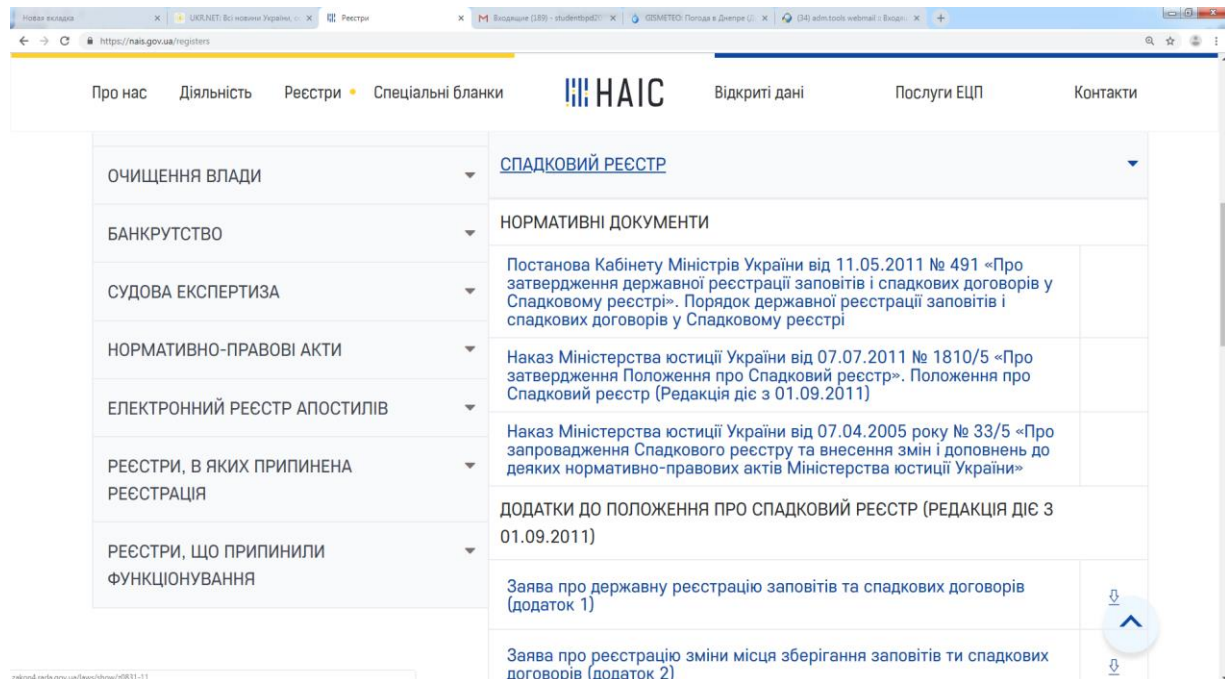 Новая вкладка
UKR.NET: Всі новини України, о
Реєстри
Входящие (189) - studentbpd20
GISMETEO: Погода в Днепре (
(34) adm.tools webmail :: Входя
https://nais.gov.ua/registers
Про нас
Діяльність
Реєстри
Спеціальні бланки
НАІС
Відкриті дані
Послуги ЕЦП
Контакти
ОЧИЩЕННЯ ВЛАДИ
БАНКРУТСТВО
СУДОВА ЕКСПЕРТИЗА
НОРМАТИВНО-ПРАВОВІ АКТИ
ЕЛЕКТРОННИЙ РЕЄСТР АПОСТИЛІВ
РЕЄСТРИ, В ЯКИХ ПРИПИНЕНА
РЕЄСТРАЦІЯ
РЕЄСТРИ, ЩО ПРИПИНИЛИ
ФУНКЦІОНУВАННЯ
СПАДКОВИЙ РЕЄСТР
НОРМАТИВНІ ДОКУМЕНТИ
Постанова Кабінету Міністрів України від 11.05.2011 № 491 «Про
затвердження державної реєстрації заповітів і спадкових договорів у
Спадковому реєстрі». Порядок державної реєстрації заповітів і
спадкових договорів у Спадковому реєстрі
Наказ Міністерства юстиції України від 07.07.2011 № 1810/5 «Про
затвердження Положення про Спадковий реєстр». Положення про
Спадковий реєстр (Редакція діє з 01.09.2011)
Наказ Міністерства юстиції України від 07.04.2005 року № 33/5 «Про
запровадження Спадкового реєстру та внесення змін і доповнень до
деяких нормативно-правових актів Міністерства юстиції України»
ДОДАТКИ ДО ПОЛОЖЕННЯ ПРО СПАДКОВИЙ РЕЄСТР (РЕДАКЦІЯ ДІЄ З
01.09.2011)
Заява про державну реєстрацію заповітів та спадкових договорів
(додаток 1)
Заява про реєстрацію зміни місця зберігання заповітів ти спадкових
договорів (додаток 2)
zakon4.rada.gov.ua/laws/show/z0831-11